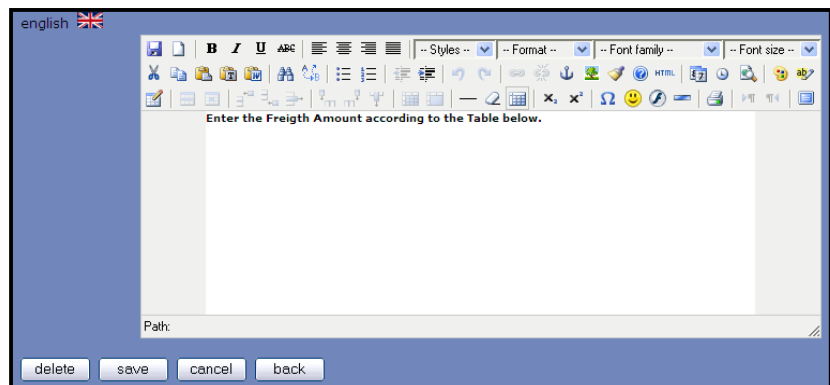 english
B I U ABC -- Styles -- -- Format -- -- Font family -- -- Font size --
HTML
Enter the Freigth Amount according to the Table below.
Path:
delete save cancel back